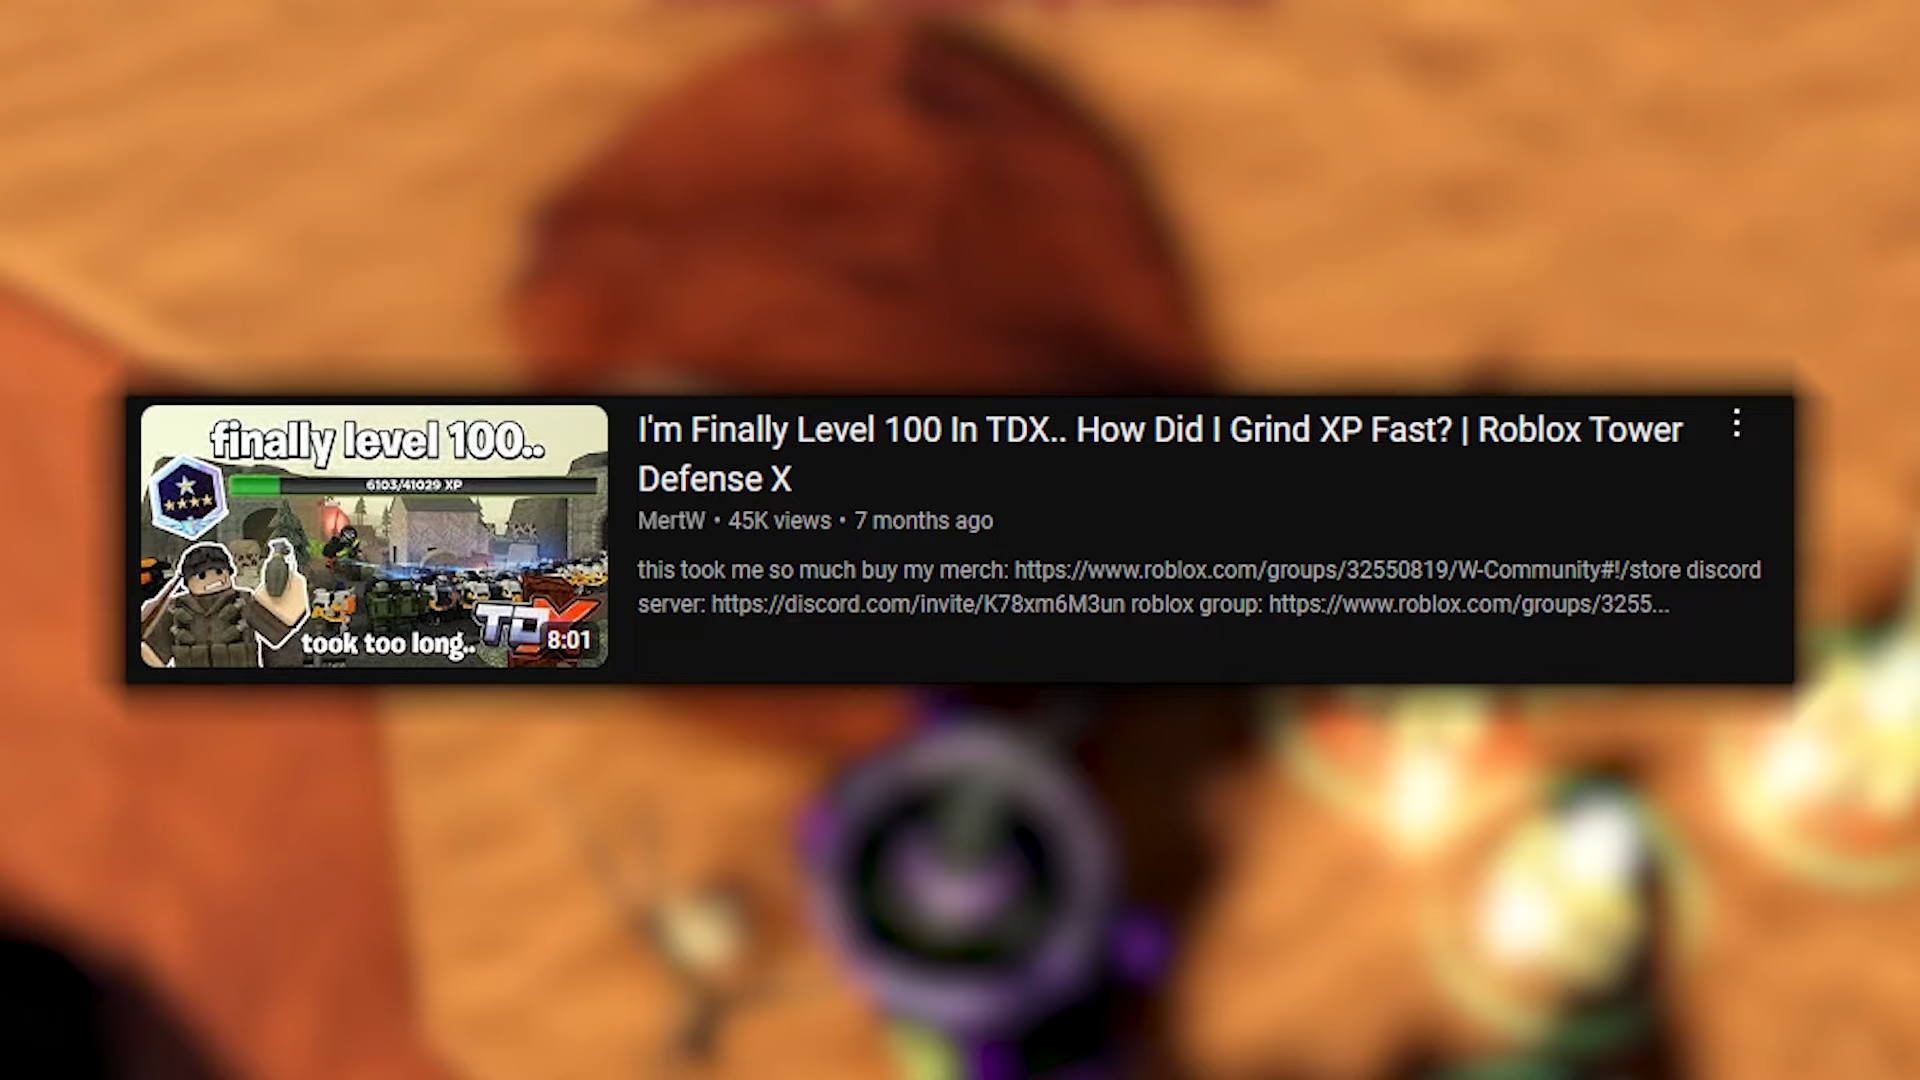 finally level 100..
6103/41029 XP
took too long..
TDX
8:01
I'm Finally Level 100 In TDX.. How Did I Grind XP Fast? | Roblox Tower
Defense X
MertW • 45K views • 7 months ago
this took me so much buy my merch: https://www.roblox.com/groups/32550819/W-Community#!/store discord
server: https://discord.com/invite/K78xm6M3un roblox group: https://www.roblox.com/groups/3255...